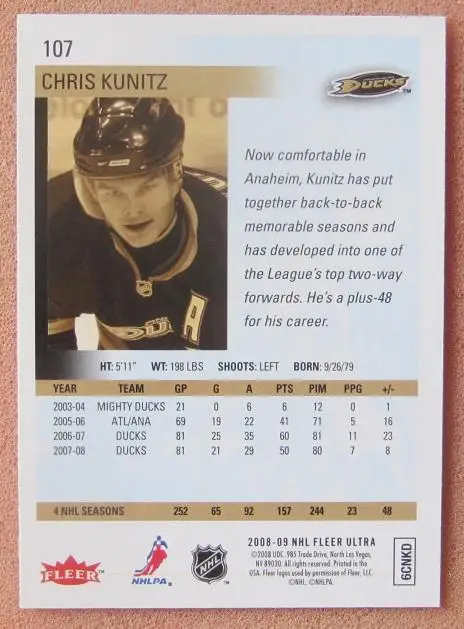 107
CHRIS KUNITZ
DUCKS TM
Now comfortable in
Anaheim, Kunitz has put
together back-to-back
memorable seasons and
has developed into one of
the League's top two-way
forwards. He's a plus-48
for his career.
A
HT: 5'11" WT: 198 LBS SHOOTS: LEFT BORN: 9/26/79
YEAR TEAM GP G A PTS PIM PPG +/-
2003-04 MIGHTY DUCKS 21 0 6 6 12 0 1
2005-06 ATL/ANA 69 19 22 41 71 5 16
2006-07 DUCKS 81 25 35 60 81 11 23
2007-08 DUCKS 81 21 29 50 80 7 8
4 NHL SEASONS 252 65 92 157 244 23 48
FLEER
NHLPA.
NHL
2008-09 NHL FLEER ULTRA
©2008 UDC. 985 Trade Drive, North Las Vegas,
NV 89030. All rights reserved. Printed in the
USA. Fleer logos used by permission of Fleer, LLC.
©NHL. ©NHLPA.
6CNKD